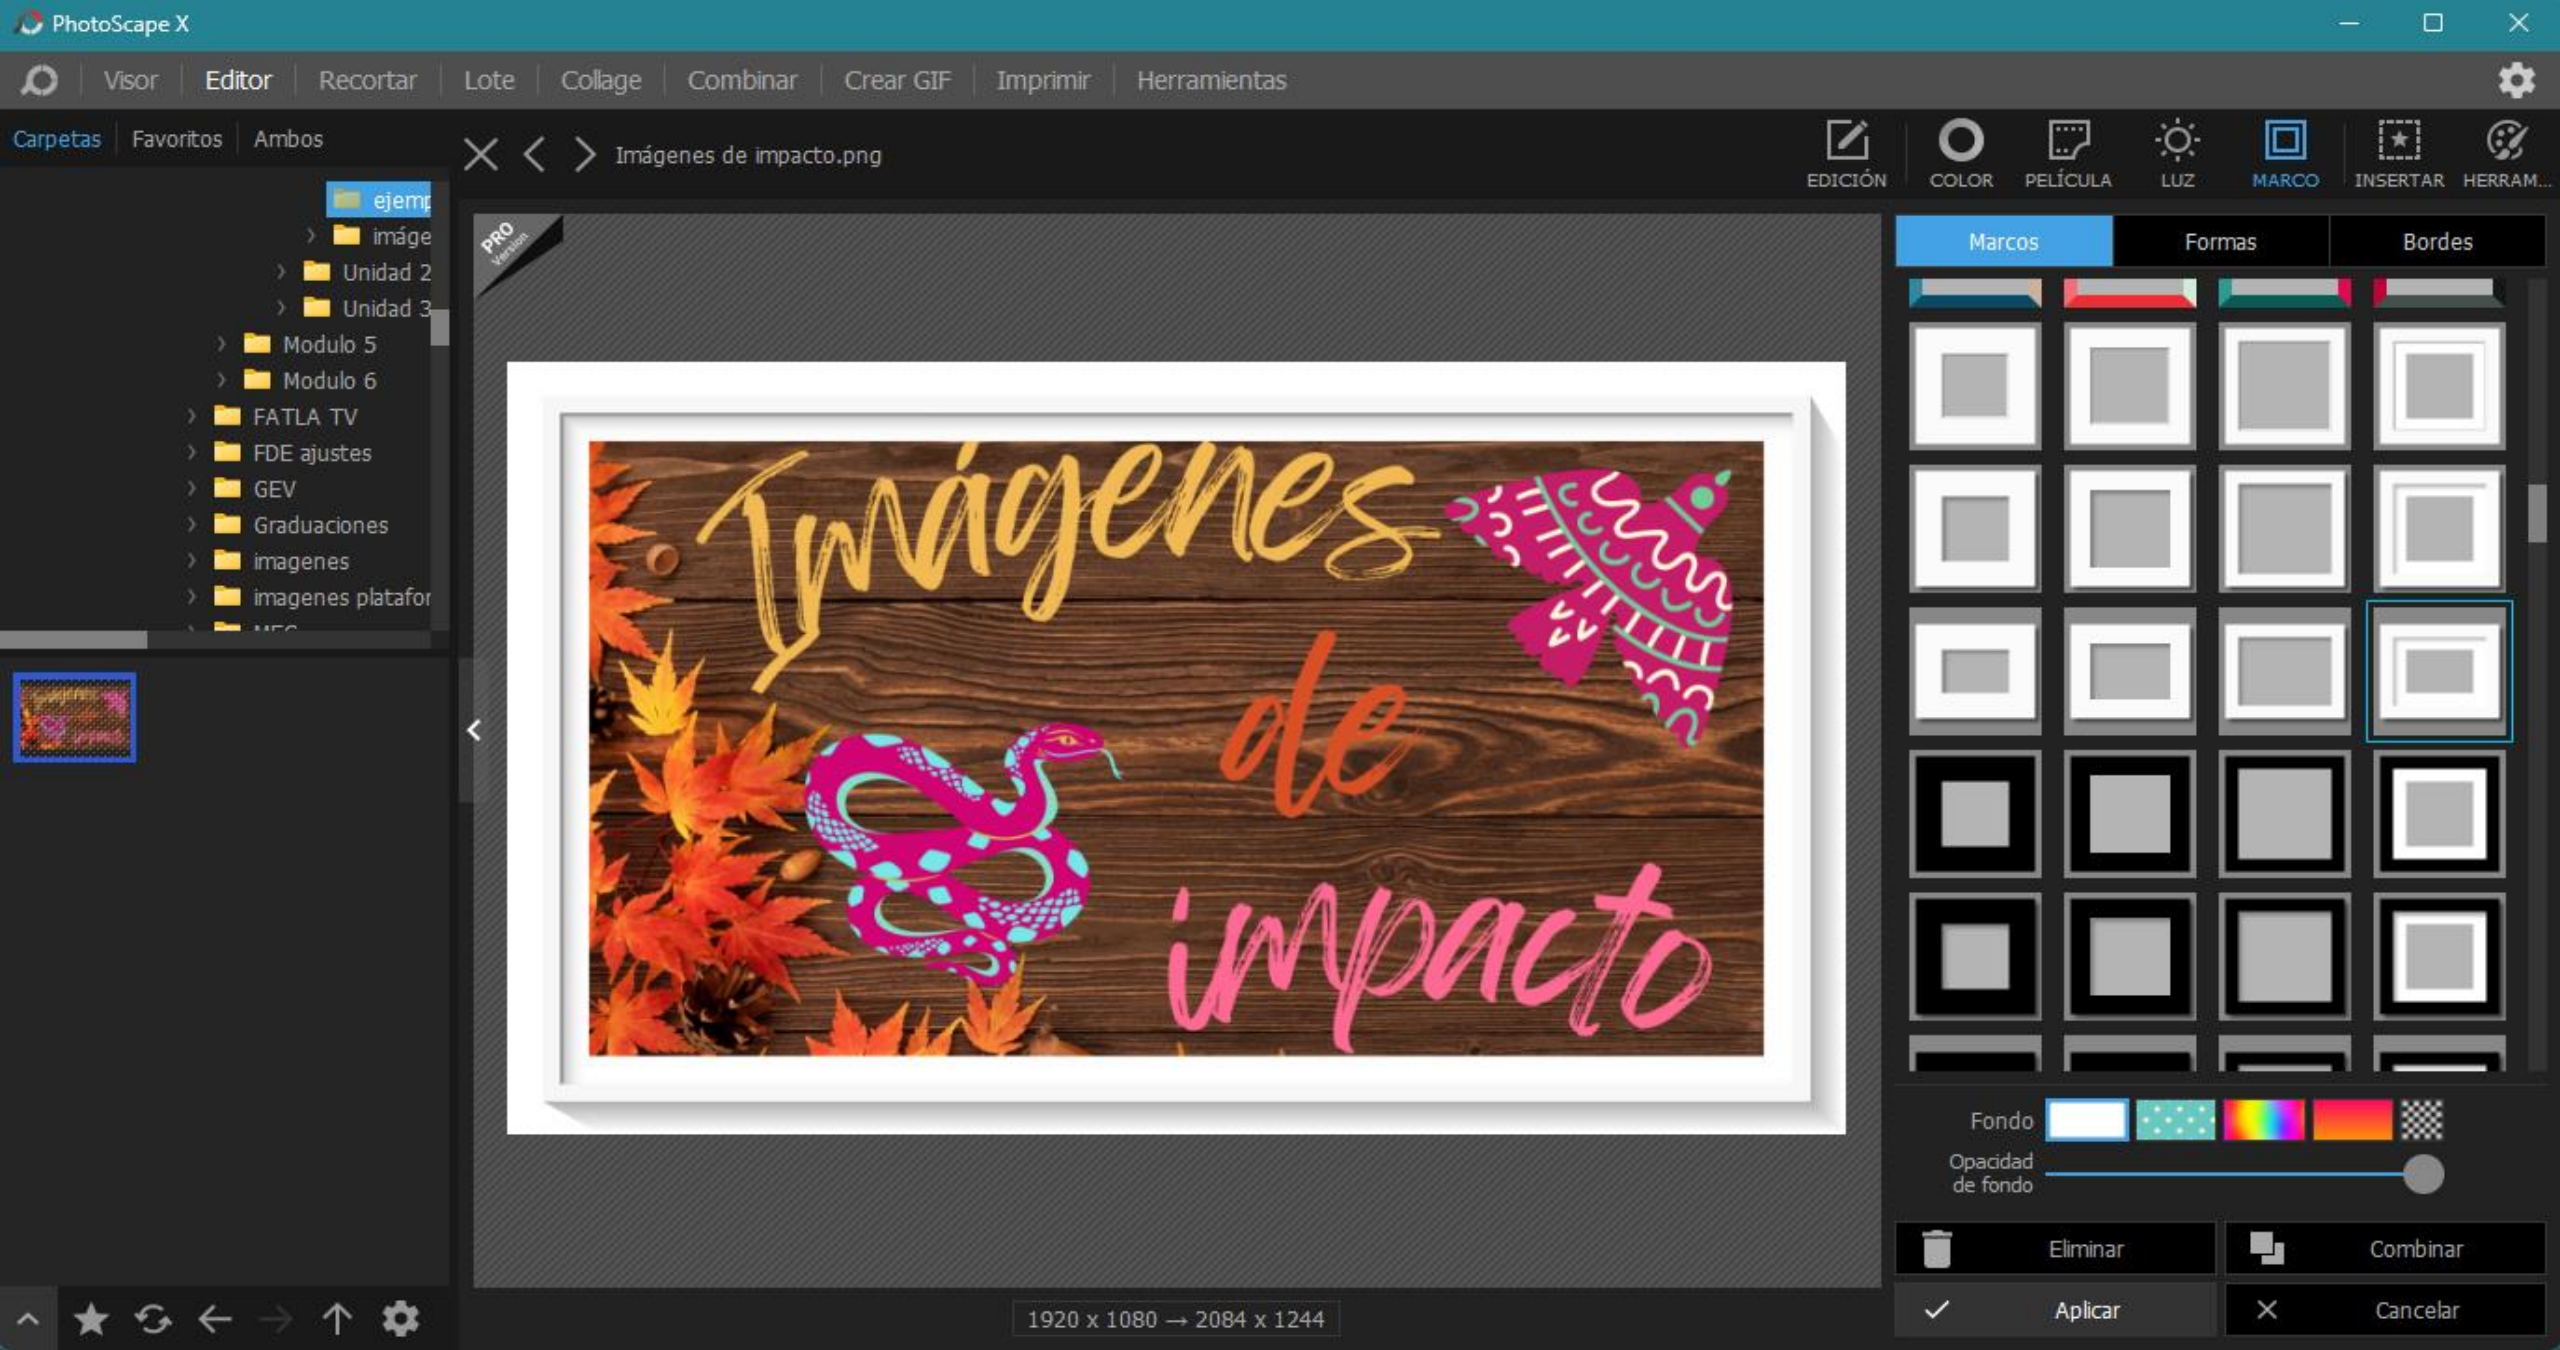 PhotoScape X
Visor
Editor
Recortar
Lote
Collage
Combinar
Crear GIF
Imprimir
Herramientas
Carpetas
Favoritos
Ambos
Imágenes de impacto.png
EDICIÓN
COLOR
PELÍCULA
LUZ
MARCO
INSERTAR
HERRAM...
ejemp
imáge
Unidad 2
Unidad 3
Modulo 5
Modulo 6
FATLA TV
FDE ajustes
GEV
Graduaciones
imagenes
imagenes platafor
PRO
Version
Imágenes
de
impacto
1920 x 1080 → 2084 x 1244
Marcos
Formas
Bordes
Fondo
Opacidad
de fondo
Eliminar
Combinar
Aplicar
Cancelar